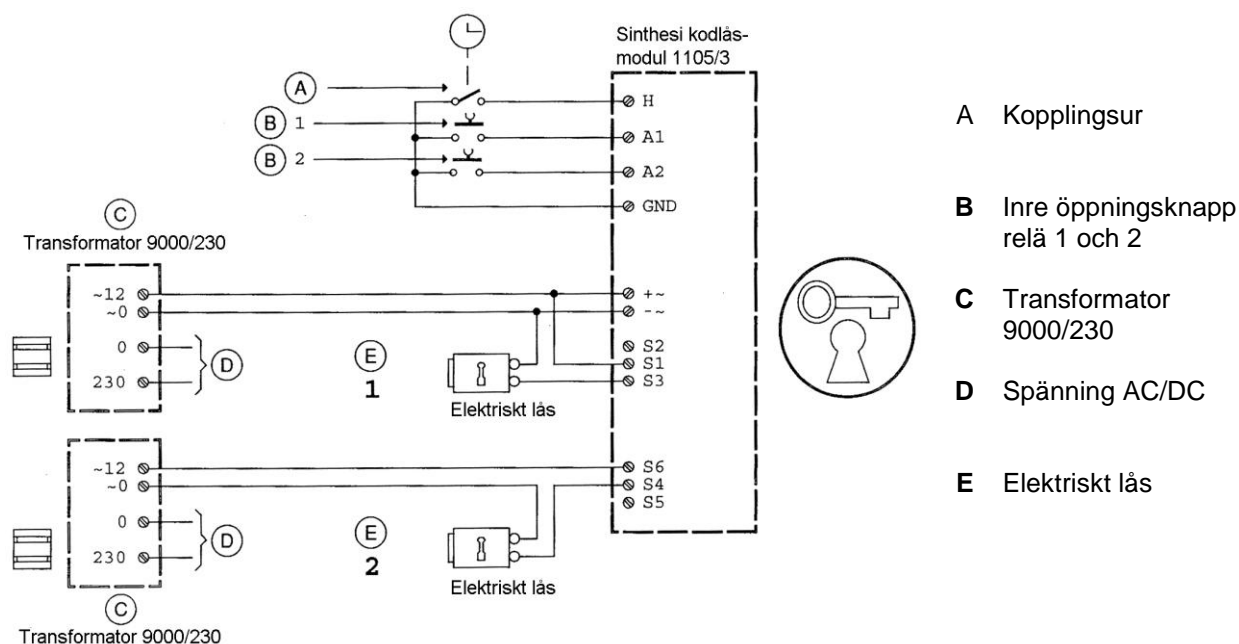 Sinthesi kodlås-
modul 1105/3
A
B 1
B 2
H
A1
A2
GND
C
Transformator 9000/230
~12
~0
0
230
D
+~
-~
S2
S1
S3
E
1
Elektriskt lås
~12
~0
0
230
D
S6
S4
S5
E
2
Elektriskt lås
C
Transformator 9000/230
A Kopplingsur
B Inre öppningsknapp
relä 1 och 2
C Transformator
9000/230
D Spänning AC/DC
E Elektriskt lås